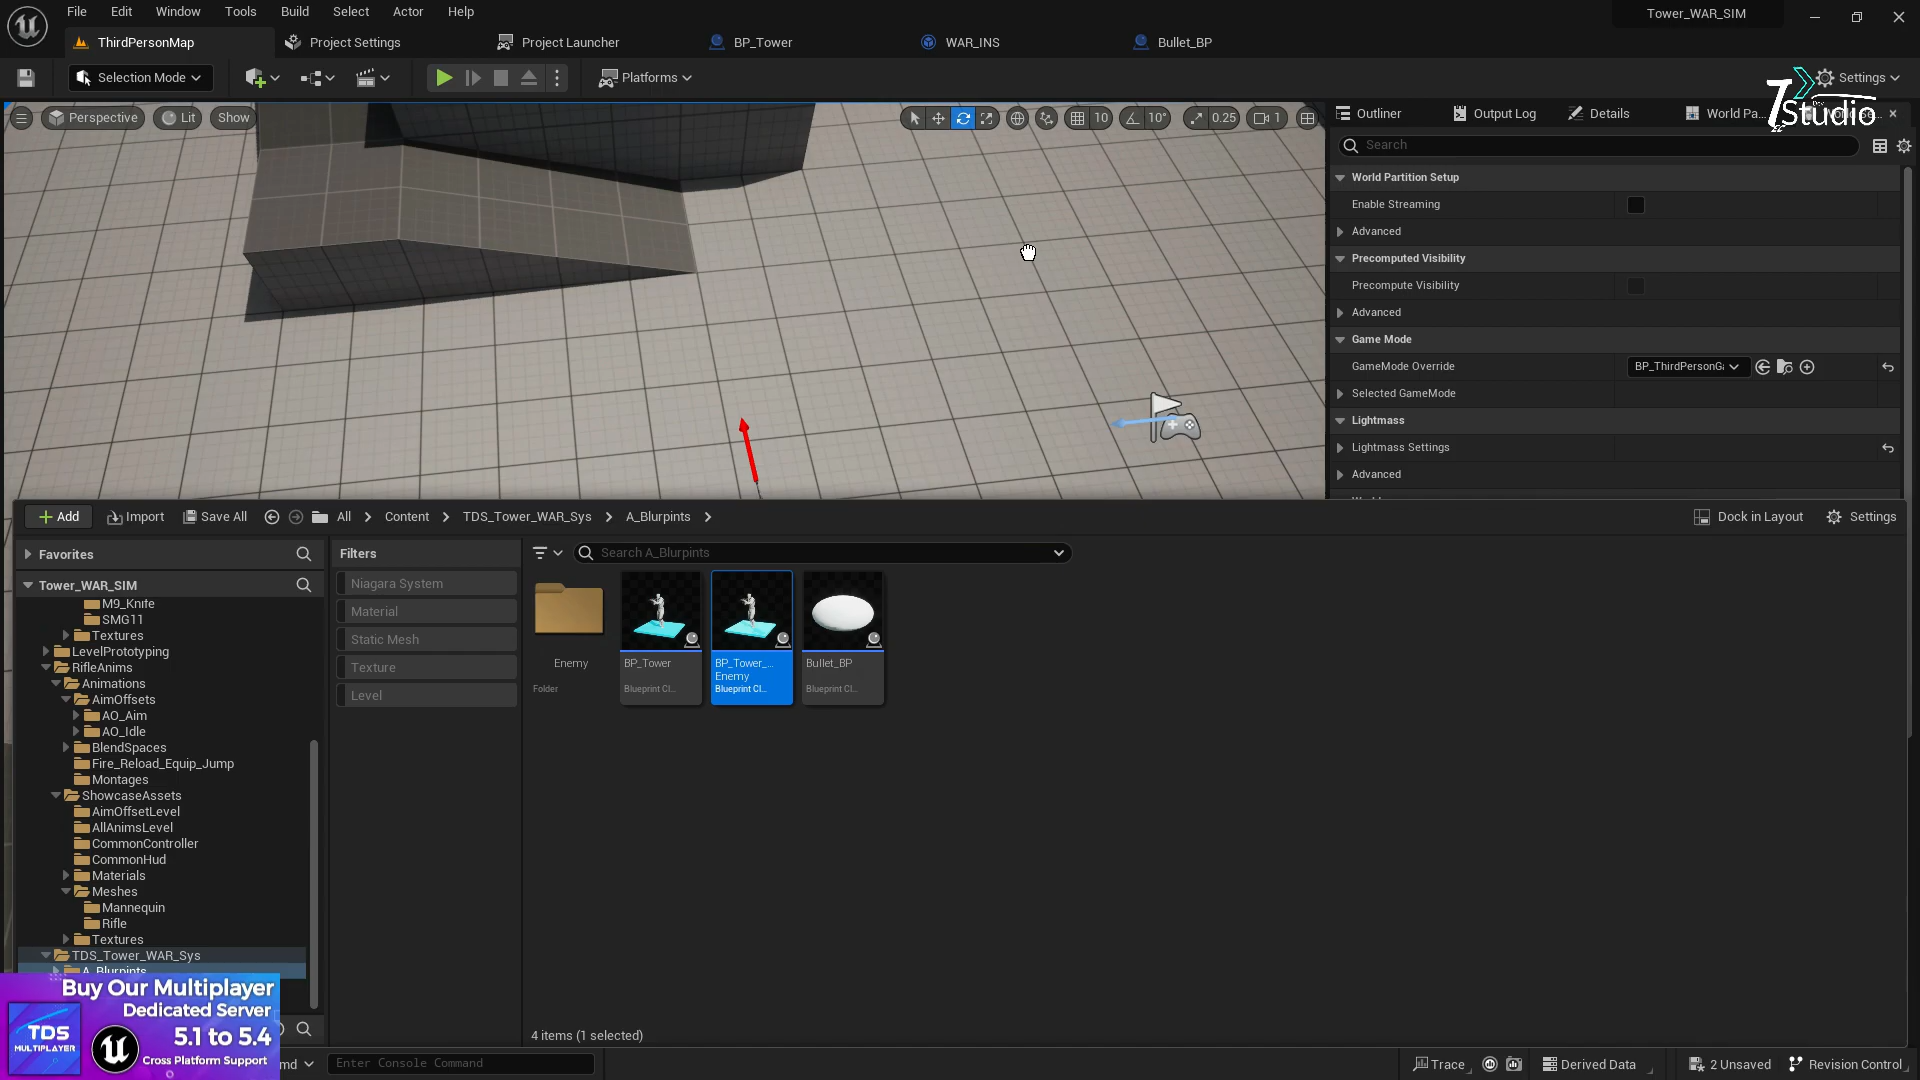 File Edit Window Tools Build Select Actor Help
Tower_WAR_SIM
ThirdPersonMap
Project Settings
Project Launcher
BP_Tower
WAR_INS
Bullet_BP
Selection Mode
Platforms
Settings
7 Dev
Studio
Perspective
Lit
Show
10
10°
0.25
1
Outliner
Output Log
Details
World Pa...
Search
World Partition Setup
Enable Streaming
Advanced
Precomputed Visibility
Precompute Visibility
Advanced
Game Mode
GameMode Override
BP_ThirdPersonGa
Selected GameMode
Lightmass
Lightmass Settings
Advanced
Add
Import
Save All
All
Content
TDS_Tower_WAR_Sys
A_Blurpints
Dock in Layout
Settings
Favorites
Tower_WAR_SIM
M9_Knife
SMG11
Textures
LevelPrototyping
RifleAnims
Animations
AimOffsets
AO_Aim
AO_Idle
BlendSpaces
Fire_Reload_Equip_Jump
Montages
ShowcaseAssets
AimOffsetLevel
AllAnimsLevel
CommonController
CommonHud
Materials
Meshes
Mannequin
Rifle
Textures
TDS_Tower_WAR_Sys
A_Blurpints
Filters
Niagara System
Material
Static Mesh
Texture
Level
Search A_Blurpints
Enemy
Folder
BP_Tower
Blueprint Cl...
BP_Tower_...
Enemy
Blueprint Cl...
Bullet_BP
Blueprint Cl...
4 items (1 selected)
Buy Our Multiplayer
Dedicated Server
5.1 to 5.4
Cross Platform Support
TDS
MULTIPLAYER
md
Enter Console Command
Trace
Derived Data
2 Unsaved
Revision Control